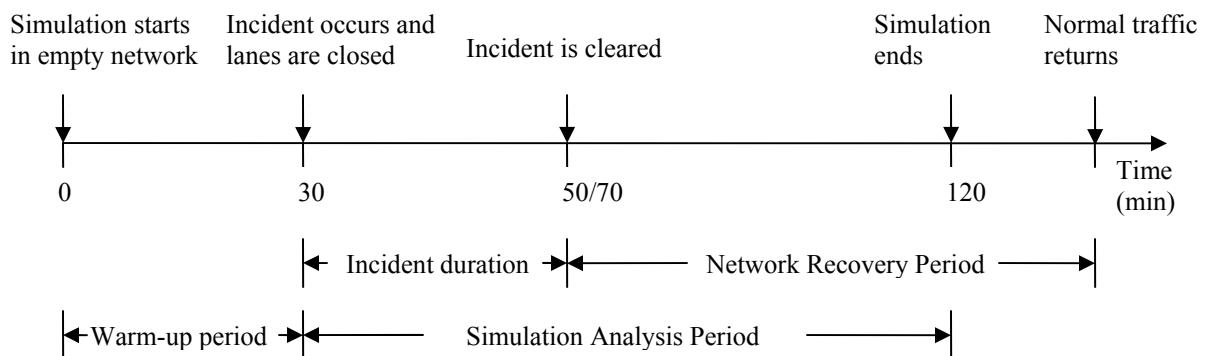 Simulation starts
in empty network
Incident occurs and
lanes are closed
Incident is cleared
Simulation
ends
Normal traffic
returns
0
30
50/70
120
Time
(min)
Incident duration
Network Recovery Period
Warm-up period
Simulation Analysis Period